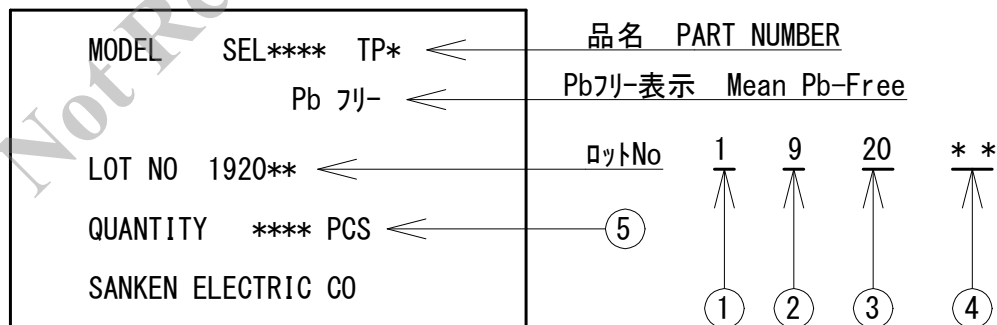 MODEL SEL**** TP*
品名 PART NUMBER
Pb フリー
Pbフリー表示 Mean Pb-Free
LOT NO 1920**
ロットNo 1 9 20 * *
QUANTITY **** PCS
⑤
SANKEN ELECTRIC CO
① ② ③ ④
Not